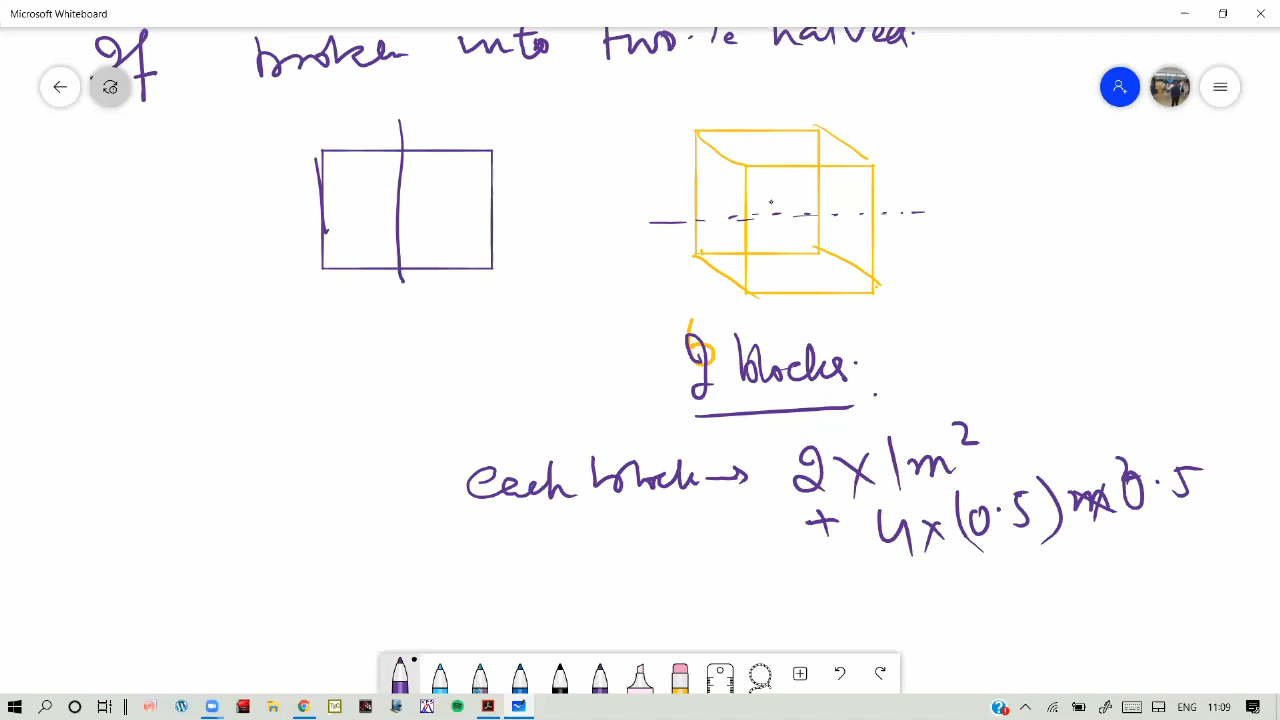 Microsoft Whiteboard
If broken into two. ie halved.
blocks.
each block → 2 × 1m²
+ 4 × (0.5) 0.5
ENG 11:09